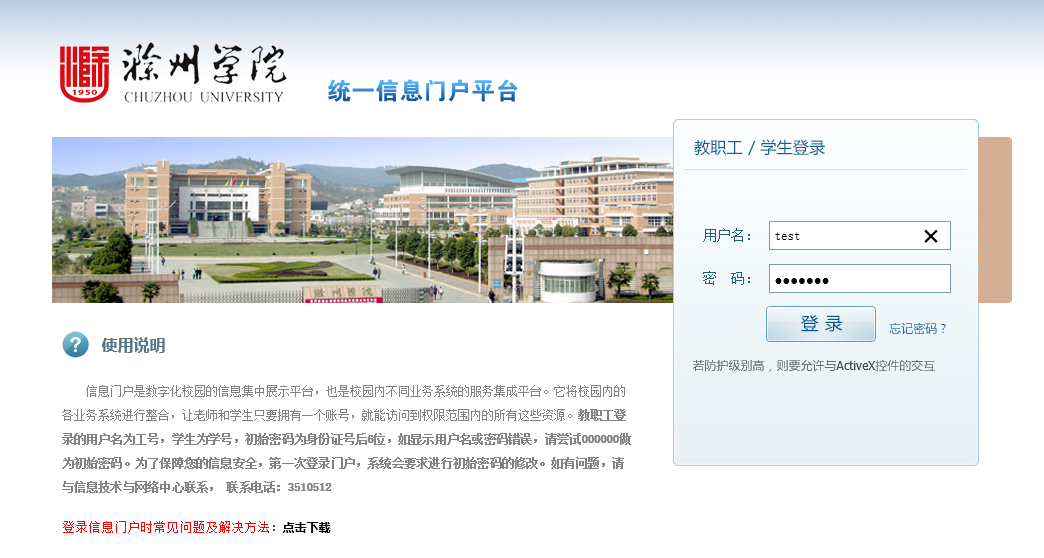 滁州学院
CHUZHOU UNIVERSITY
1950
统一信息门户平台
教职工 / 学生登录
用户名：
test
密 码：
登 录
忘记密码？
若防护级别高，则要允许与ActiveX控件的交互
滁州学院
? 使用说明
信息门户是数字化校园的信息集中展示平台，也是校园内不同业务系统的服务集成平台。它将校园内的
各业务系统进行整合，让老师和学生只要拥有一个账号，就能访问到权限范围内的所有这些资源。教职工登
录的用户名为工号，学生为学号，初始密码为身份证号后6位，如显示用户名或密码错误，请尝试000000做
为初始密码。为了保障您的信息安全，第一次登录门户，系统会要求进行初始密码的修改。如有问题，请
与信息技术与网络中心联系， 联系电话：3510512
登录信息门户时常见问题及解决方法：点击下载